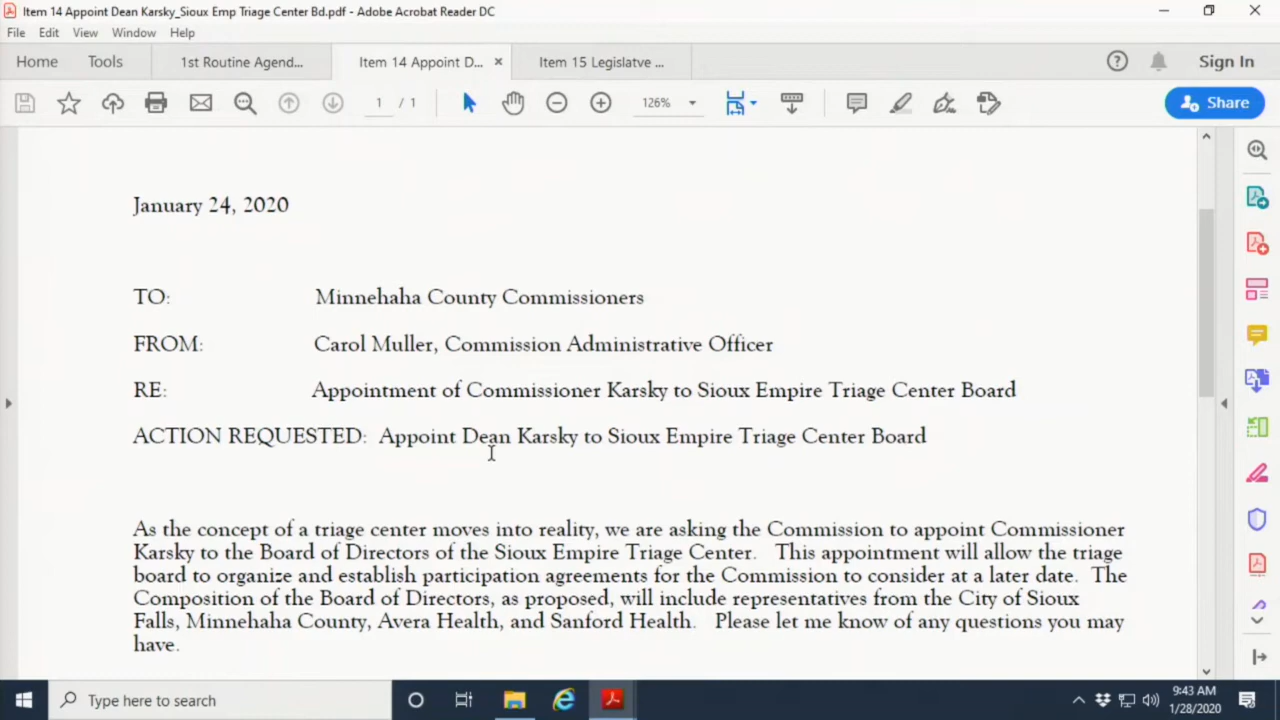 Item 14 Appoint Dean Karsky_Sioux Emp Triage Center Bd.pdf - Adobe Acrobat Reader DC
File Edit View Window Help
Home Tools 1st Routine Agend... Item 14 Appoint D... × Item 15 Legislatve ... Sign In
1 / 1 126% Share
January 24, 2020
TO: Minnehaha County Commissioners
FROM: Carol Muller, Commission Administrative Officer
RE: Appointment of Commissioner Karsky to Sioux Empire Triage Center Board
ACTION REQUESTED: Appoint Dean Karsky to Sioux Empire Triage Center Board
As the concept of a triage center moves into reality, we are asking the Commission to appoint Commissioner
Karsky to the Board of Directors of the Sioux Empire Triage Center. This appointment will allow the triage
board to organize and establish participation agreements for the Commission to consider at a later date. The
Composition of the Board of Directors, as proposed, will include representatives from the City of Sioux
Falls, Minnehaha County, Avera Health, and Sanford Health. Please let me know of any questions you may
have.
Type here to search
9:43 AM
1/28/2020